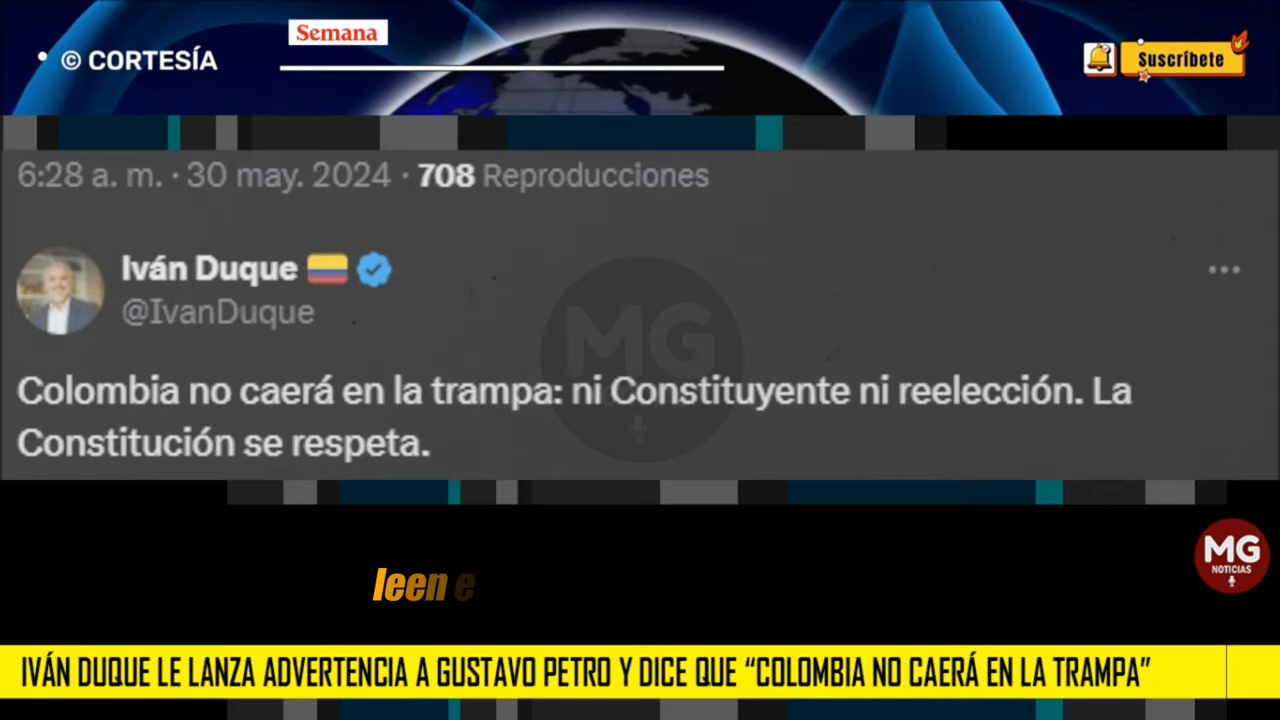 Semana
© CORTESÍA
Suscríbete
6:28 a. m. · 30 may. 2024 · 708 Reproducciones
Iván Duque
@IvanDuque
Colombia no caerá en la trampa: ni Constituyente ni reelección. La
Constitución se respeta.
MG
MG
NOTICIAS
leen e
IVÁN DUQUE LE LANZA ADVERTENCIA A GUSTAVO PETRO Y DICE QUE “COLOMBIA NO CAERÁ EN LA TRAMPA”